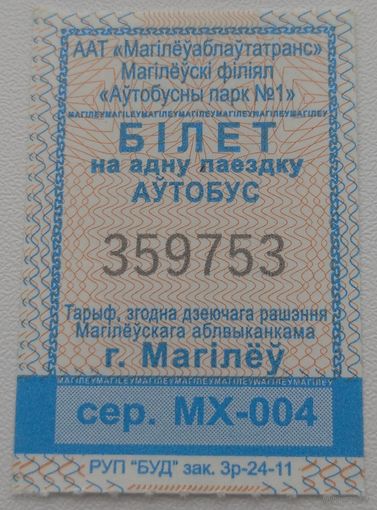 ААТ «Магілёўаблаўтатранс»
Магілёўскі філіял
«Аўтобусны парк №1»
МАГІЛЕЎМАГІЛЕЎМАГІЛЕЎМАГІЛЕЎМАГІЛЕЎМАГІЛЕЎ
БІЛЕТ
на адну паездку
АЎТОБУС
359753
Тарыф, згодна дзеючага рашэння
Магілёўскага аблвыканкама
г. Магілёў
МАГІЛЕЎМАГІЛЕЎМАГІЛЕЎМАГІЛЕЎМАГІЛЕЎМАГІЛЕЎ
сер. МХ-004
РУП "БУД" зак. Зр-24-11